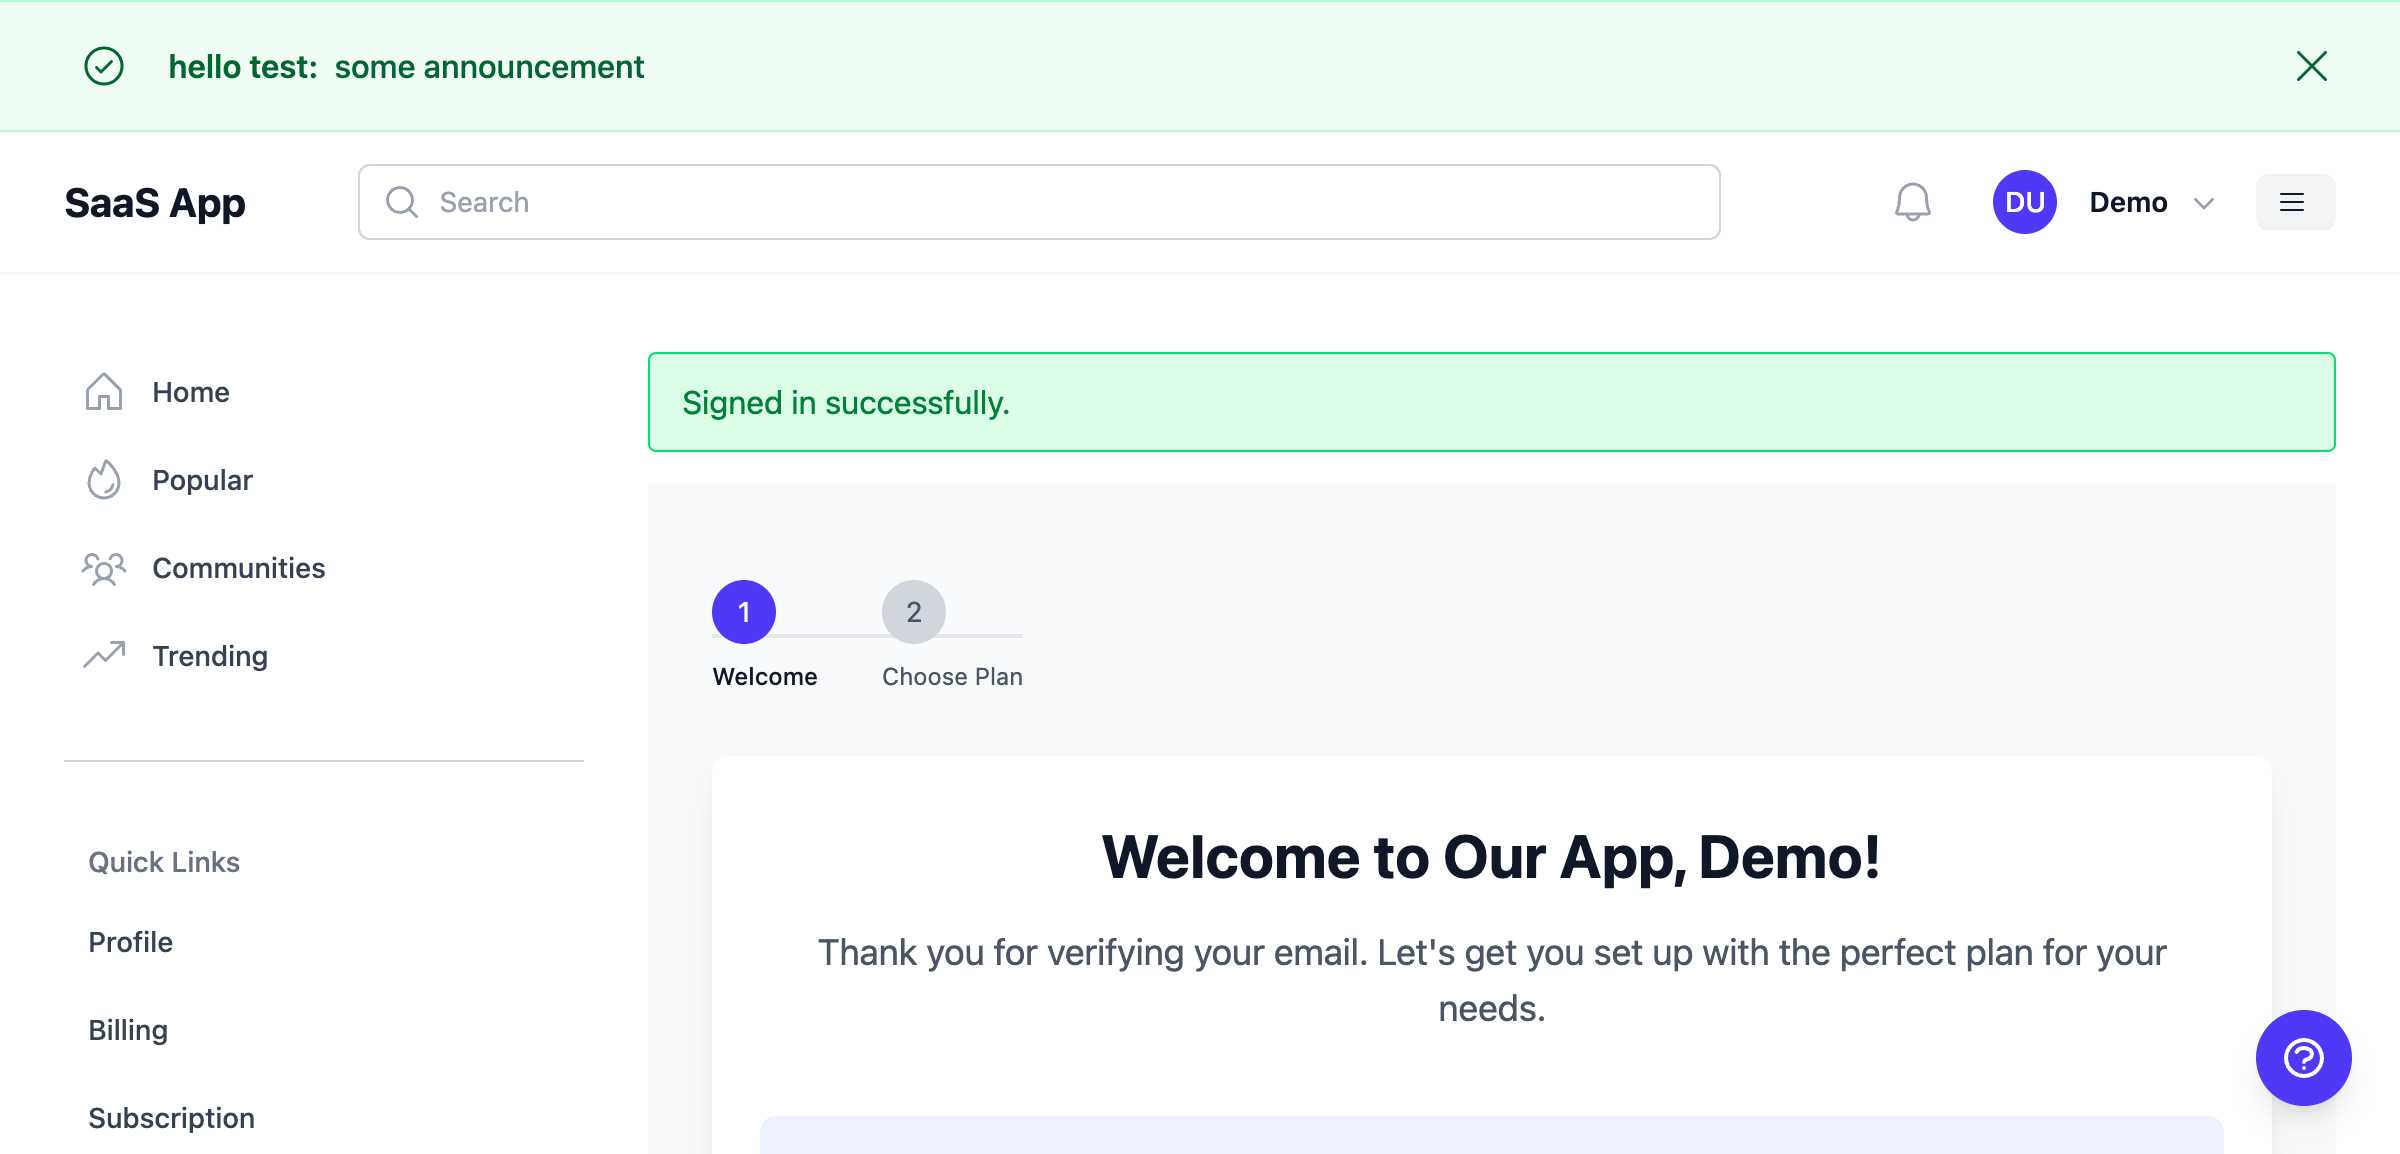 hello test: some announcement
SaaS App
Search
DU
Demo
Home
Popular
Communities
Trending
Quick Links
Profile
Billing
Subscription
Signed in successfully.
1
2
Welcome
Choose Plan
Welcome to Our App, Demo!
Thank you for verifying your email. Let's get you set up with the perfect plan for your
needs.